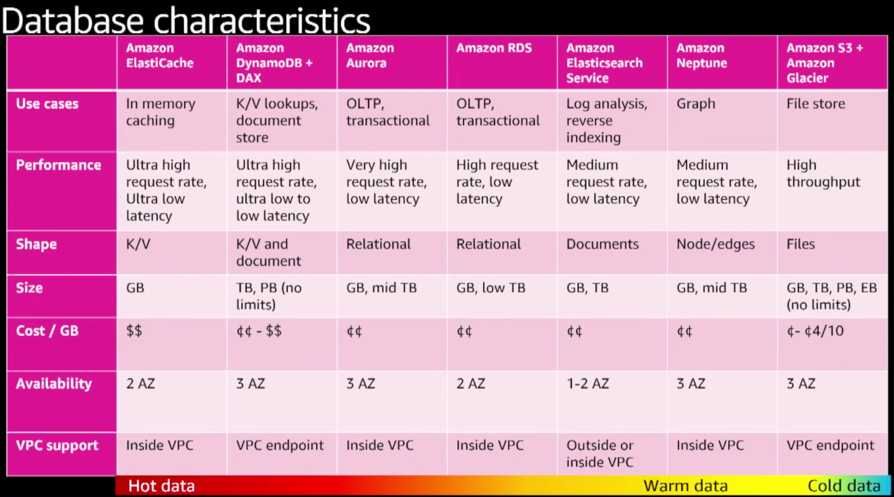 Database characteristics
Amazon ElastiCache
Amazon DynamoDB + DAX
Amazon Aurora
Amazon RDS
Amazon Elasticsearch Service
Amazon Neptune
Amazon S3 + Amazon Glacier
Use cases
In memory caching
K/V lookups, document store
OLTP, transactional
OLTP, transactional
Log analysis, reverse indexing
Graph
File store
Performance
Ultra high request rate, Ultra low latency
Ultra high request rate, ultra low to low latency
Very high request rate, low latency
High request rate, low latency
Medium request rate, low latency
Medium request rate, low latency
High throughput
Shape
K/V
K/V and document
Relational
Relational
Documents
Node/edges
Files
Size
GB
TB, PB (no limits)
GB, mid TB
GB, low TB
GB, TB
GB, mid TB
GB, TB, PB, EB (no limits)
Cost / GB
$$
¢¢ - $$
¢¢
¢¢
¢¢
¢¢
¢- ¢4/10
Availability
2 AZ
3 AZ
3 AZ
2 AZ
1-2 AZ
3 AZ
3 AZ
VPC support
Inside VPC
VPC endpoint
Inside VPC
Inside VPC
Outside or inside VPC
Inside VPC
VPC endpoint
Hot data
Warm data
Cold data